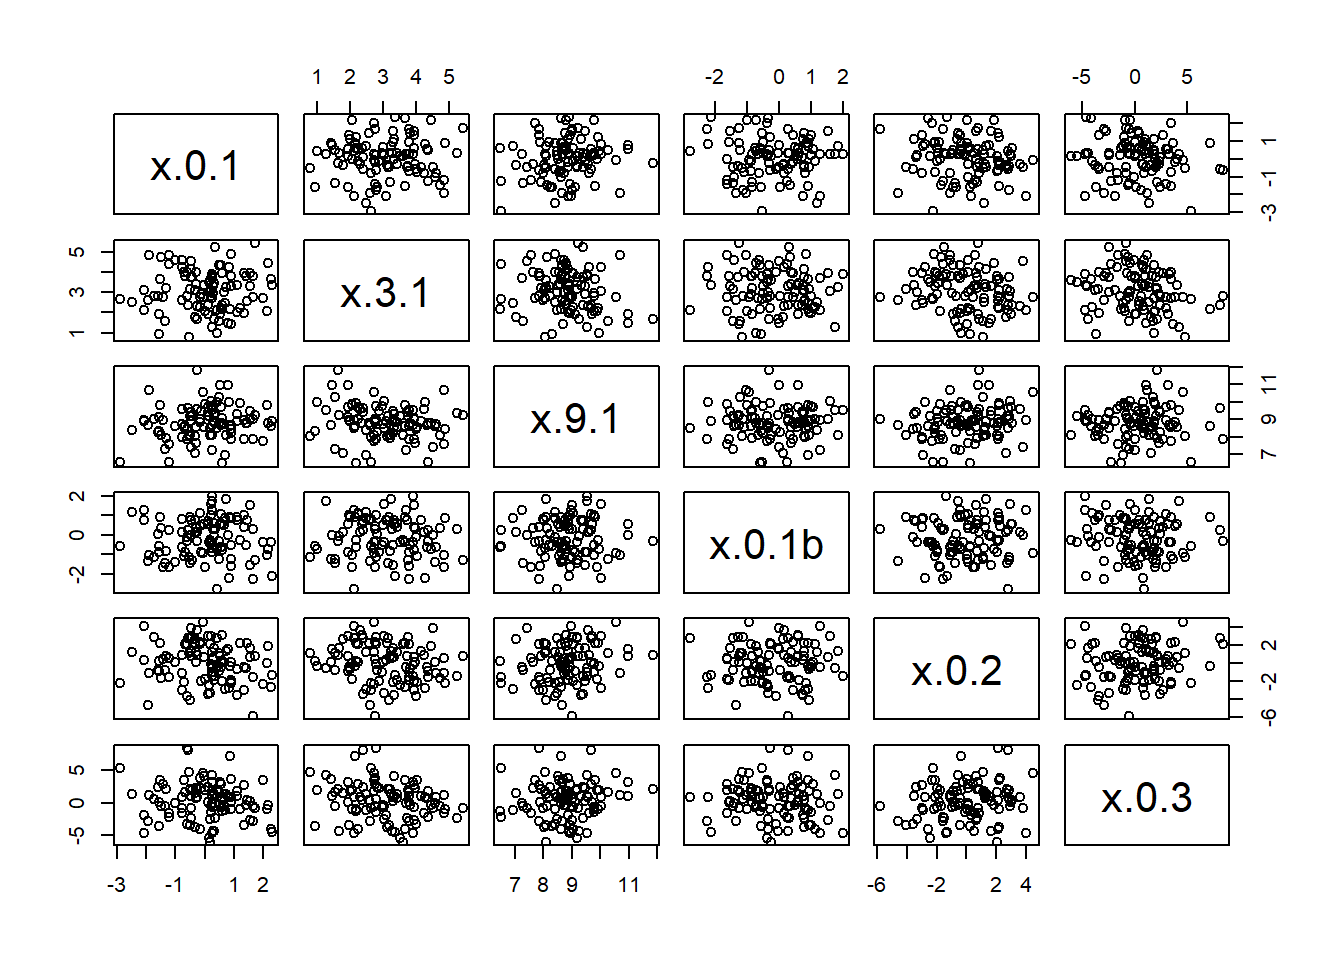 1 2 3 4 5 -2 0 1 2 -5 0 5
x.0.1 1 -1 -3
5 3 1 x.3.1
x.9.1 11 9 7
2 0 -2 x.0.1b
x.0.2 2 -2 -6
5 0 -5 x.0.3
-3 -1 1 2 7 8 9 11 -6 -2 2 4